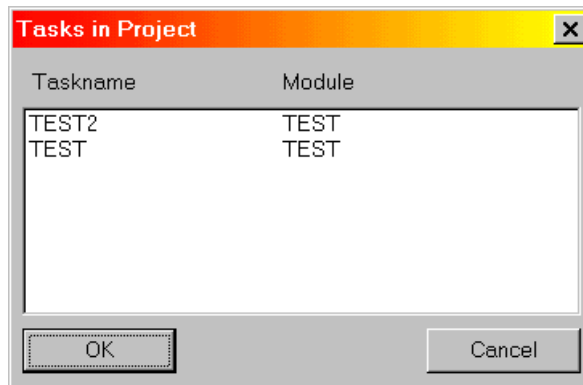 Tasks in Project
Taskname Module
TEST2 TEST
TEST TEST
OK Cancel